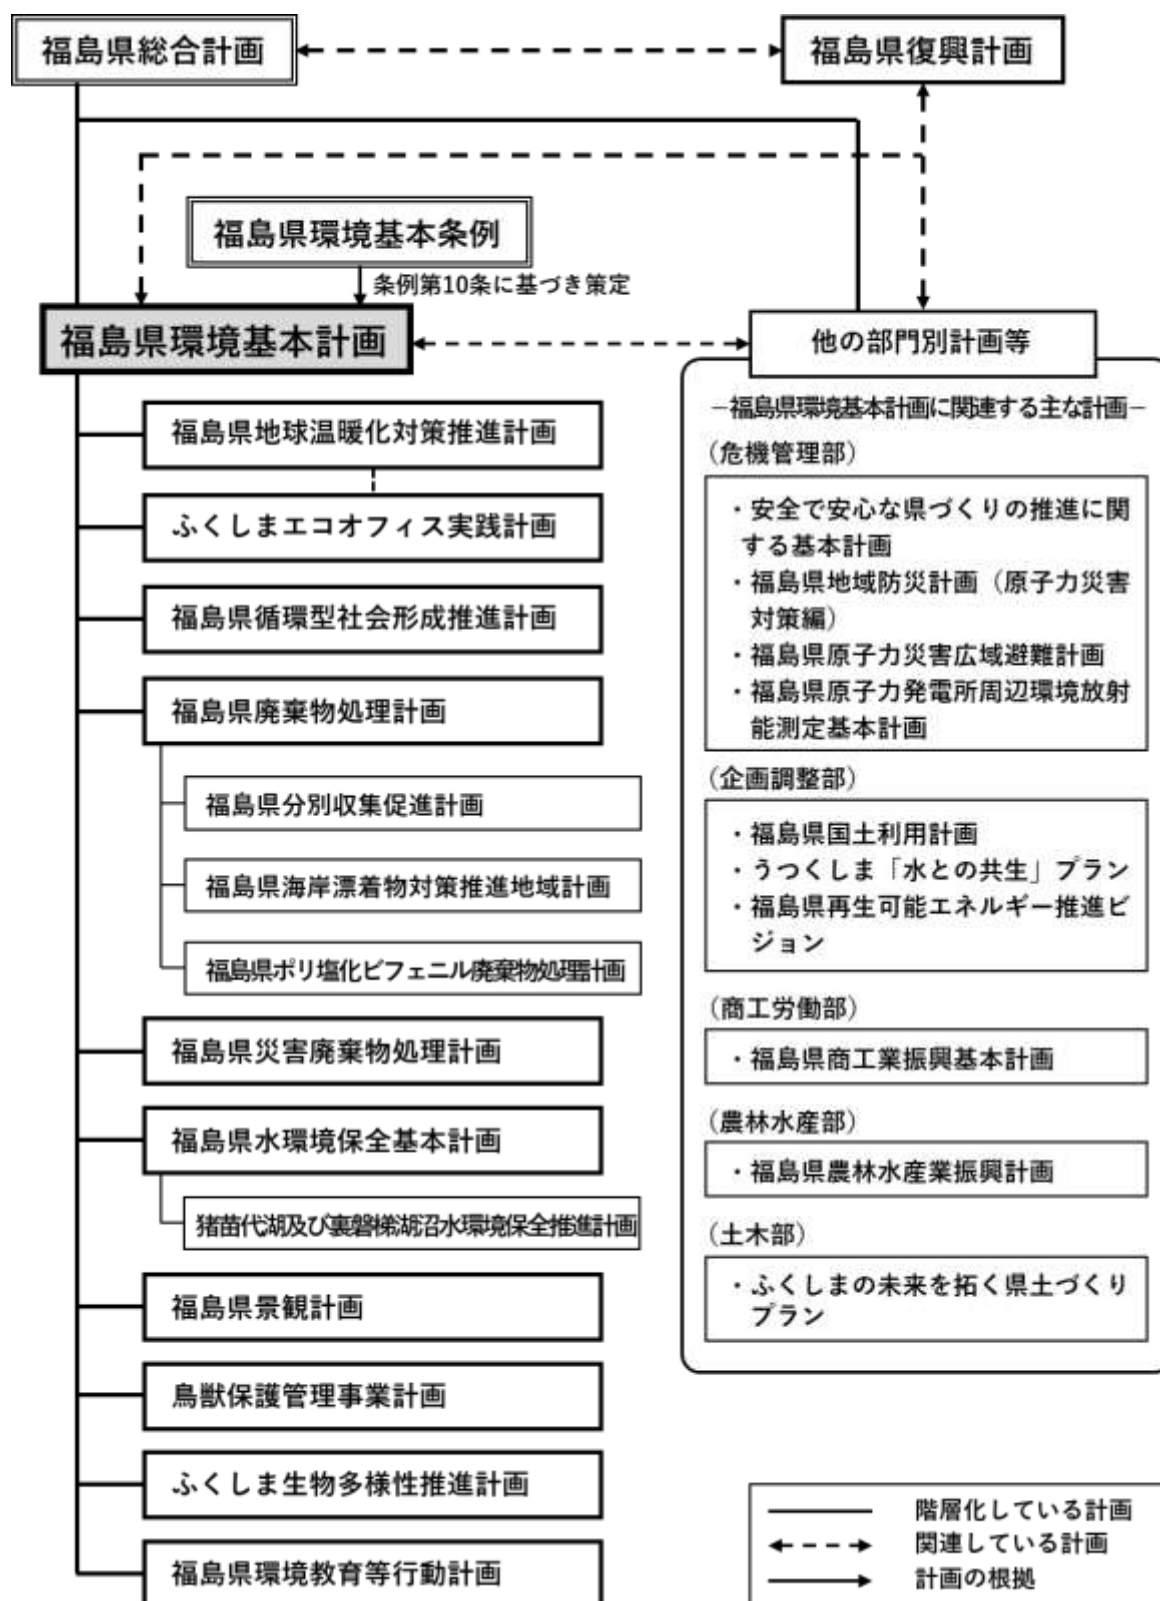 福島県総合計画
福島県復興計画
福島県環境基本条例
条例第10条に基づき策定
福島県環境基本計画
他の部門別計画等
福島県地球温暖化対策推進計画
ふくしまエコオフィス実践計画
福島県循環型社会形成推進計画
福島県廃棄物処理計画
福島県分別収集促進計画
福島県海岸漂着物対策推進地域計画
福島県ポリ塩化ビフェニル廃棄物処理計画
福島県災害廃棄物処理計画
福島県水環境保全基本計画
猪苗代湖及び裏磐梯湖沼水環境保全推進計画
福島県景観計画
鳥獣保護管理事業計画
ふくしま生物多様性推進計画
福島県環境教育等行動計画
－福島県環境基本計画に関連する主な計画－
（危機管理部）
・安全で安心な県づくりの推進に関
する基本計画
・福島県地域防災計画（原子力災害
対策編）
・福島県原子力災害広域避難計画
・福島県原子力発電所周辺環境放射
能測定基本計画
（企画調整部）
・福島県国土利用計画
・うつくしま「水との共生」プラン
・福島県再生可能エネルギー推進ビ
ジョン
（商工労働部）
・福島県商工業振興基本計画
（農林水産部）
・福島県農林水産業振興計画
（土木部）
・ふくしまの未来を拓く県土づくり
プラン
階層化している計画
関連している計画
計画の根拠